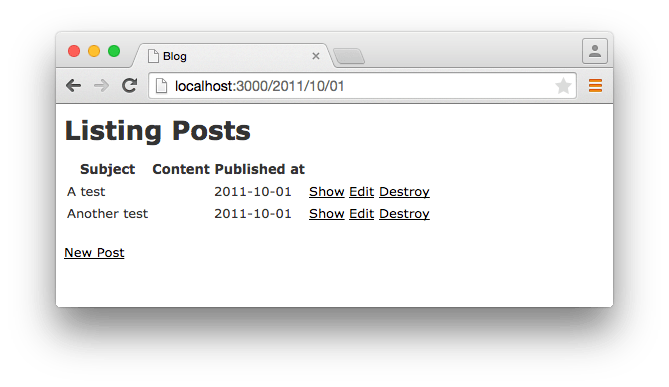 Blog
localhost:3000/2011/10/01
Listing Posts
Subject Content Published at
A test 2011-10-01 Show Edit Destroy
Another test 2011-10-01 Show Edit Destroy
New Post